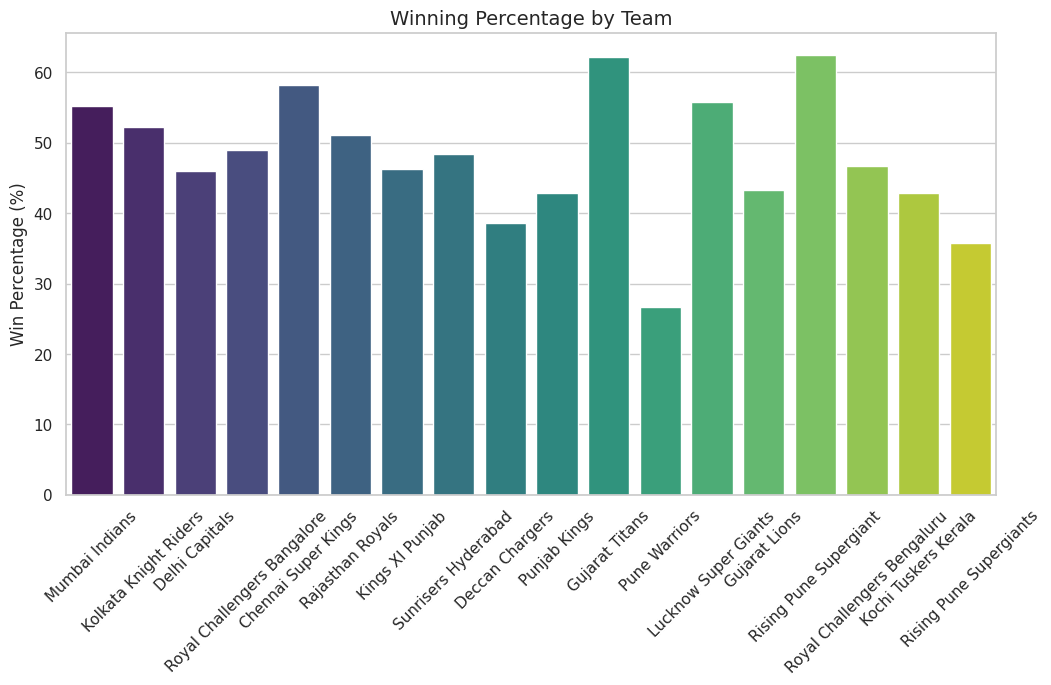 Winning Percentage by Team
Win Percentage (%)
60
50
40
30
20
10
0
Mumbai Indians
Kolkata Knight Riders
Delhi Capitals
Royal Challengers Bangalore
Chennai Super Kings
Rajasthan Royals
Kings XI Punjab
Sunrisers Hyderabad
Deccan Chargers
Punjab Kings
Gujarat Titans
Pune Warriors
Lucknow Super Giants
Gujarat Lions
Rising Pune Supergiant
Royal Challengers Bengaluru
Kochi Tuskers Kerala
Rising Pune Supergiants